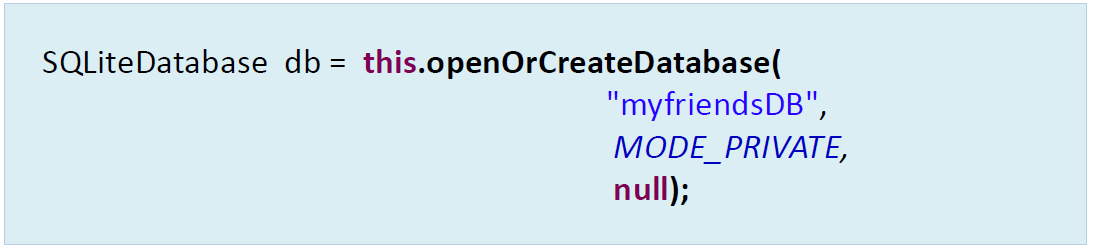 SQLiteDatabase db = this.openOrCreateDatabase(
"myfriendsDB",
MODE_PRIVATE,
null);